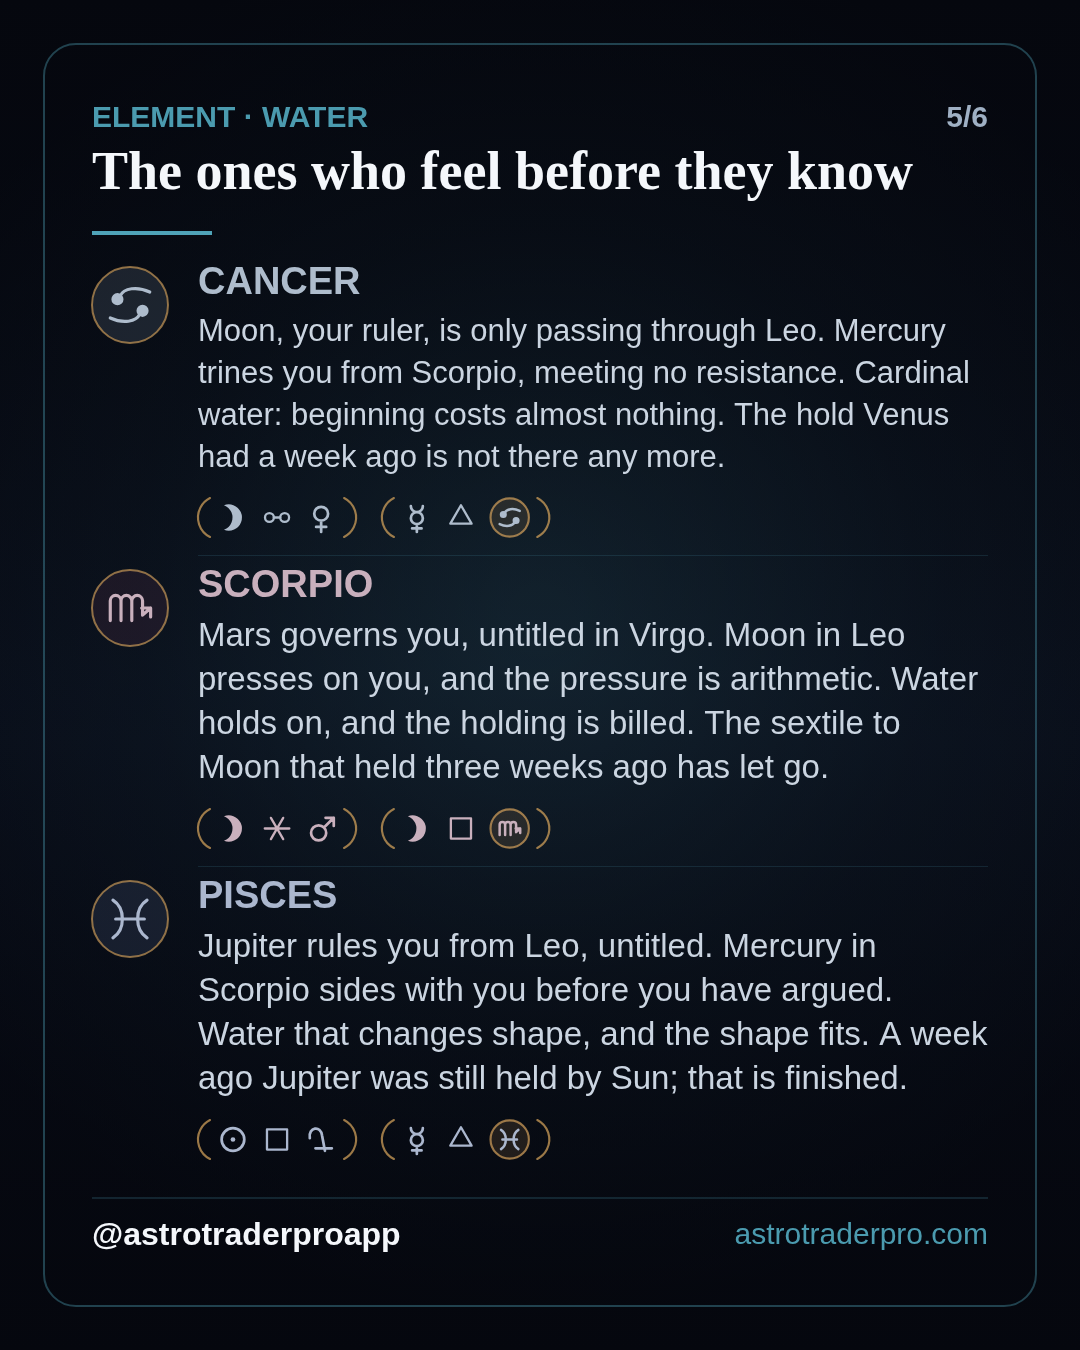 ELEMENT · WATER
5/6
The ones who feel before they know
CANCER
Moon, your ruler, is only passing through Leo. Mercury
trines you from Scorpio, meeting no resistance. Cardinal
water: beginning costs almost nothing. The hold Venus
had a week ago is not there any more.
SCORPIO
Mars governs you, untitled in Virgo. Moon in Leo
presses on you, and the pressure is arithmetic. Water
holds on, and the holding is billed. The sextile to
Moon that held three weeks ago has let go.
PISCES
Jupiter rules you from Leo, untitled. Mercury in
Scorpio sides with you before you have argued.
Water that changes shape, and the shape fits. A week
ago Jupiter was still held by Sun; that is finished.
@astrotraderproapp
astrotraderpro.com